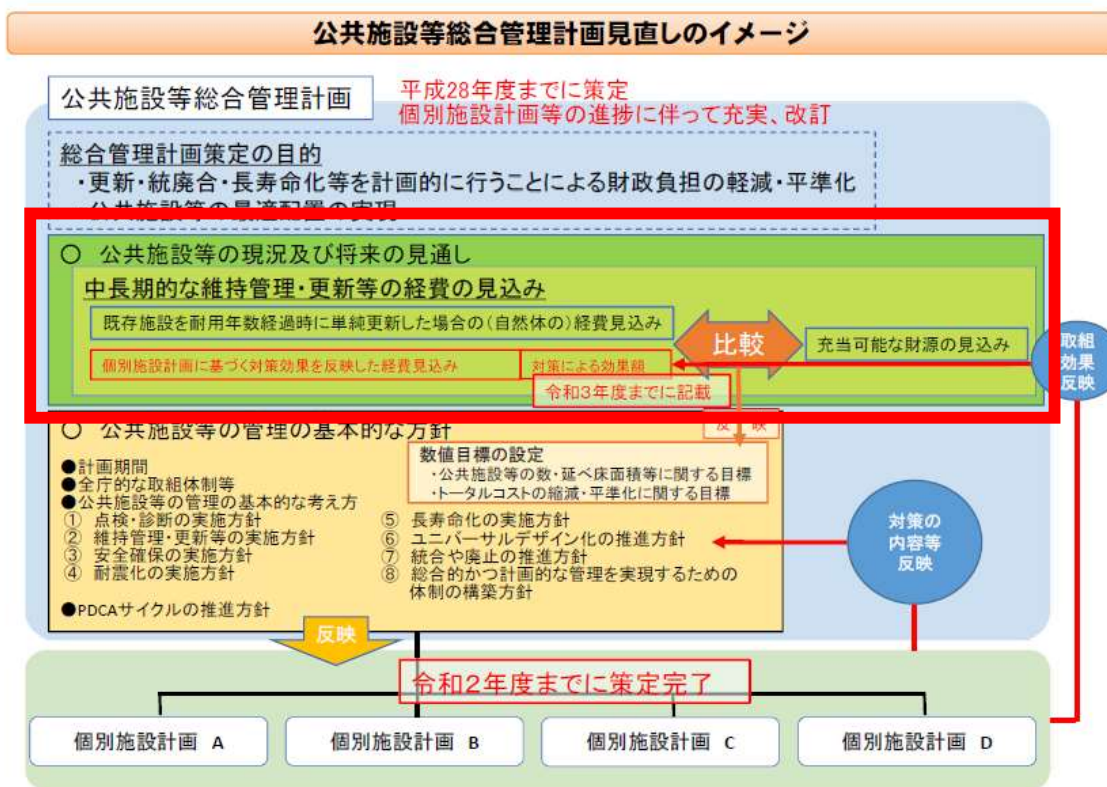 公共施設等総合管理計画見直しのイメージ
公共施設等総合管理計画
平成28年度までに策定
個別施設計画等の進捗に伴って充実、改訂
総合管理計画策定の目的
・更新・統廃合・長寿命化等を計画的に行うことによる財政負担の軽減・平準化
公共施設等の最適配置の実現
〇 公共施設等の現況及び将来の見通し
中長期的な維持管理・更新等の経費の見込み
既存施設を耐用年数経過時に単純更新した場合の(自然体の)経費見込み
比較
充当可能な財源の見込み
個別施設計画に基づく対策効果を反映した経費見込み
対策による効果額
令和3年度までに記載
取組
効果
反映
〇 公共施設等の管理の基本的な方針
反 映
●計画期間
●全庁的な取組体制等
●公共施設等の管理の基本的な考え方
① 点検・診断の実施方針
② 維持管理・更新等の実施方針
③ 安全確保の実施方針
④ 耐震化の実施方針
●PDCAサイクルの推進方針
数値目標の設定
・公共施設等の数・延べ床面積等に関する目標
・トータルコストの縮減・平準化に関する目標
⑤ 長寿命化の実施方針
⑥ ユニバーサルデザイン化の推進方針
⑦ 統合や廃止の推進方針
⑧ 総合的かつ計画的な管理を実現するための
体制の構築方針
対策の
内容等
反映
反映
令和2年度までに策定完了
個別施設計画 A
個別施設計画 B
個別施設計画 C
個別施設計画 D